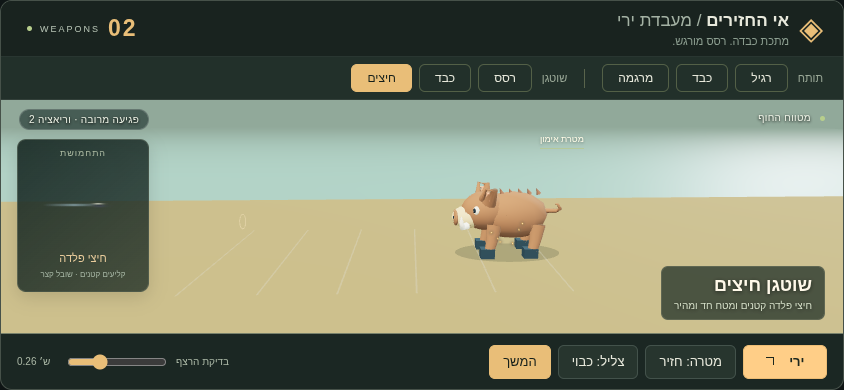 אי החזירים / מעבדת ירי
מתכת כבדה. רסס מורגש.
WEAPONS 02
תותח רגיל כבד מרגמה שוטגן רסס כבד חיצים
מטווח החוף
פגיעה מרובה · וריאציה 2
מטרת אימון
התחמושת
חיצי פלדה
קליעים קטנים · שובל קצר
שוטגן חיצים
חיצי פלדה קטנים ומטח חד ומהיר
ירי ר מטרה: חזיר צליל: כבוי המשך בדיקת הרצף 0.26 ש׳